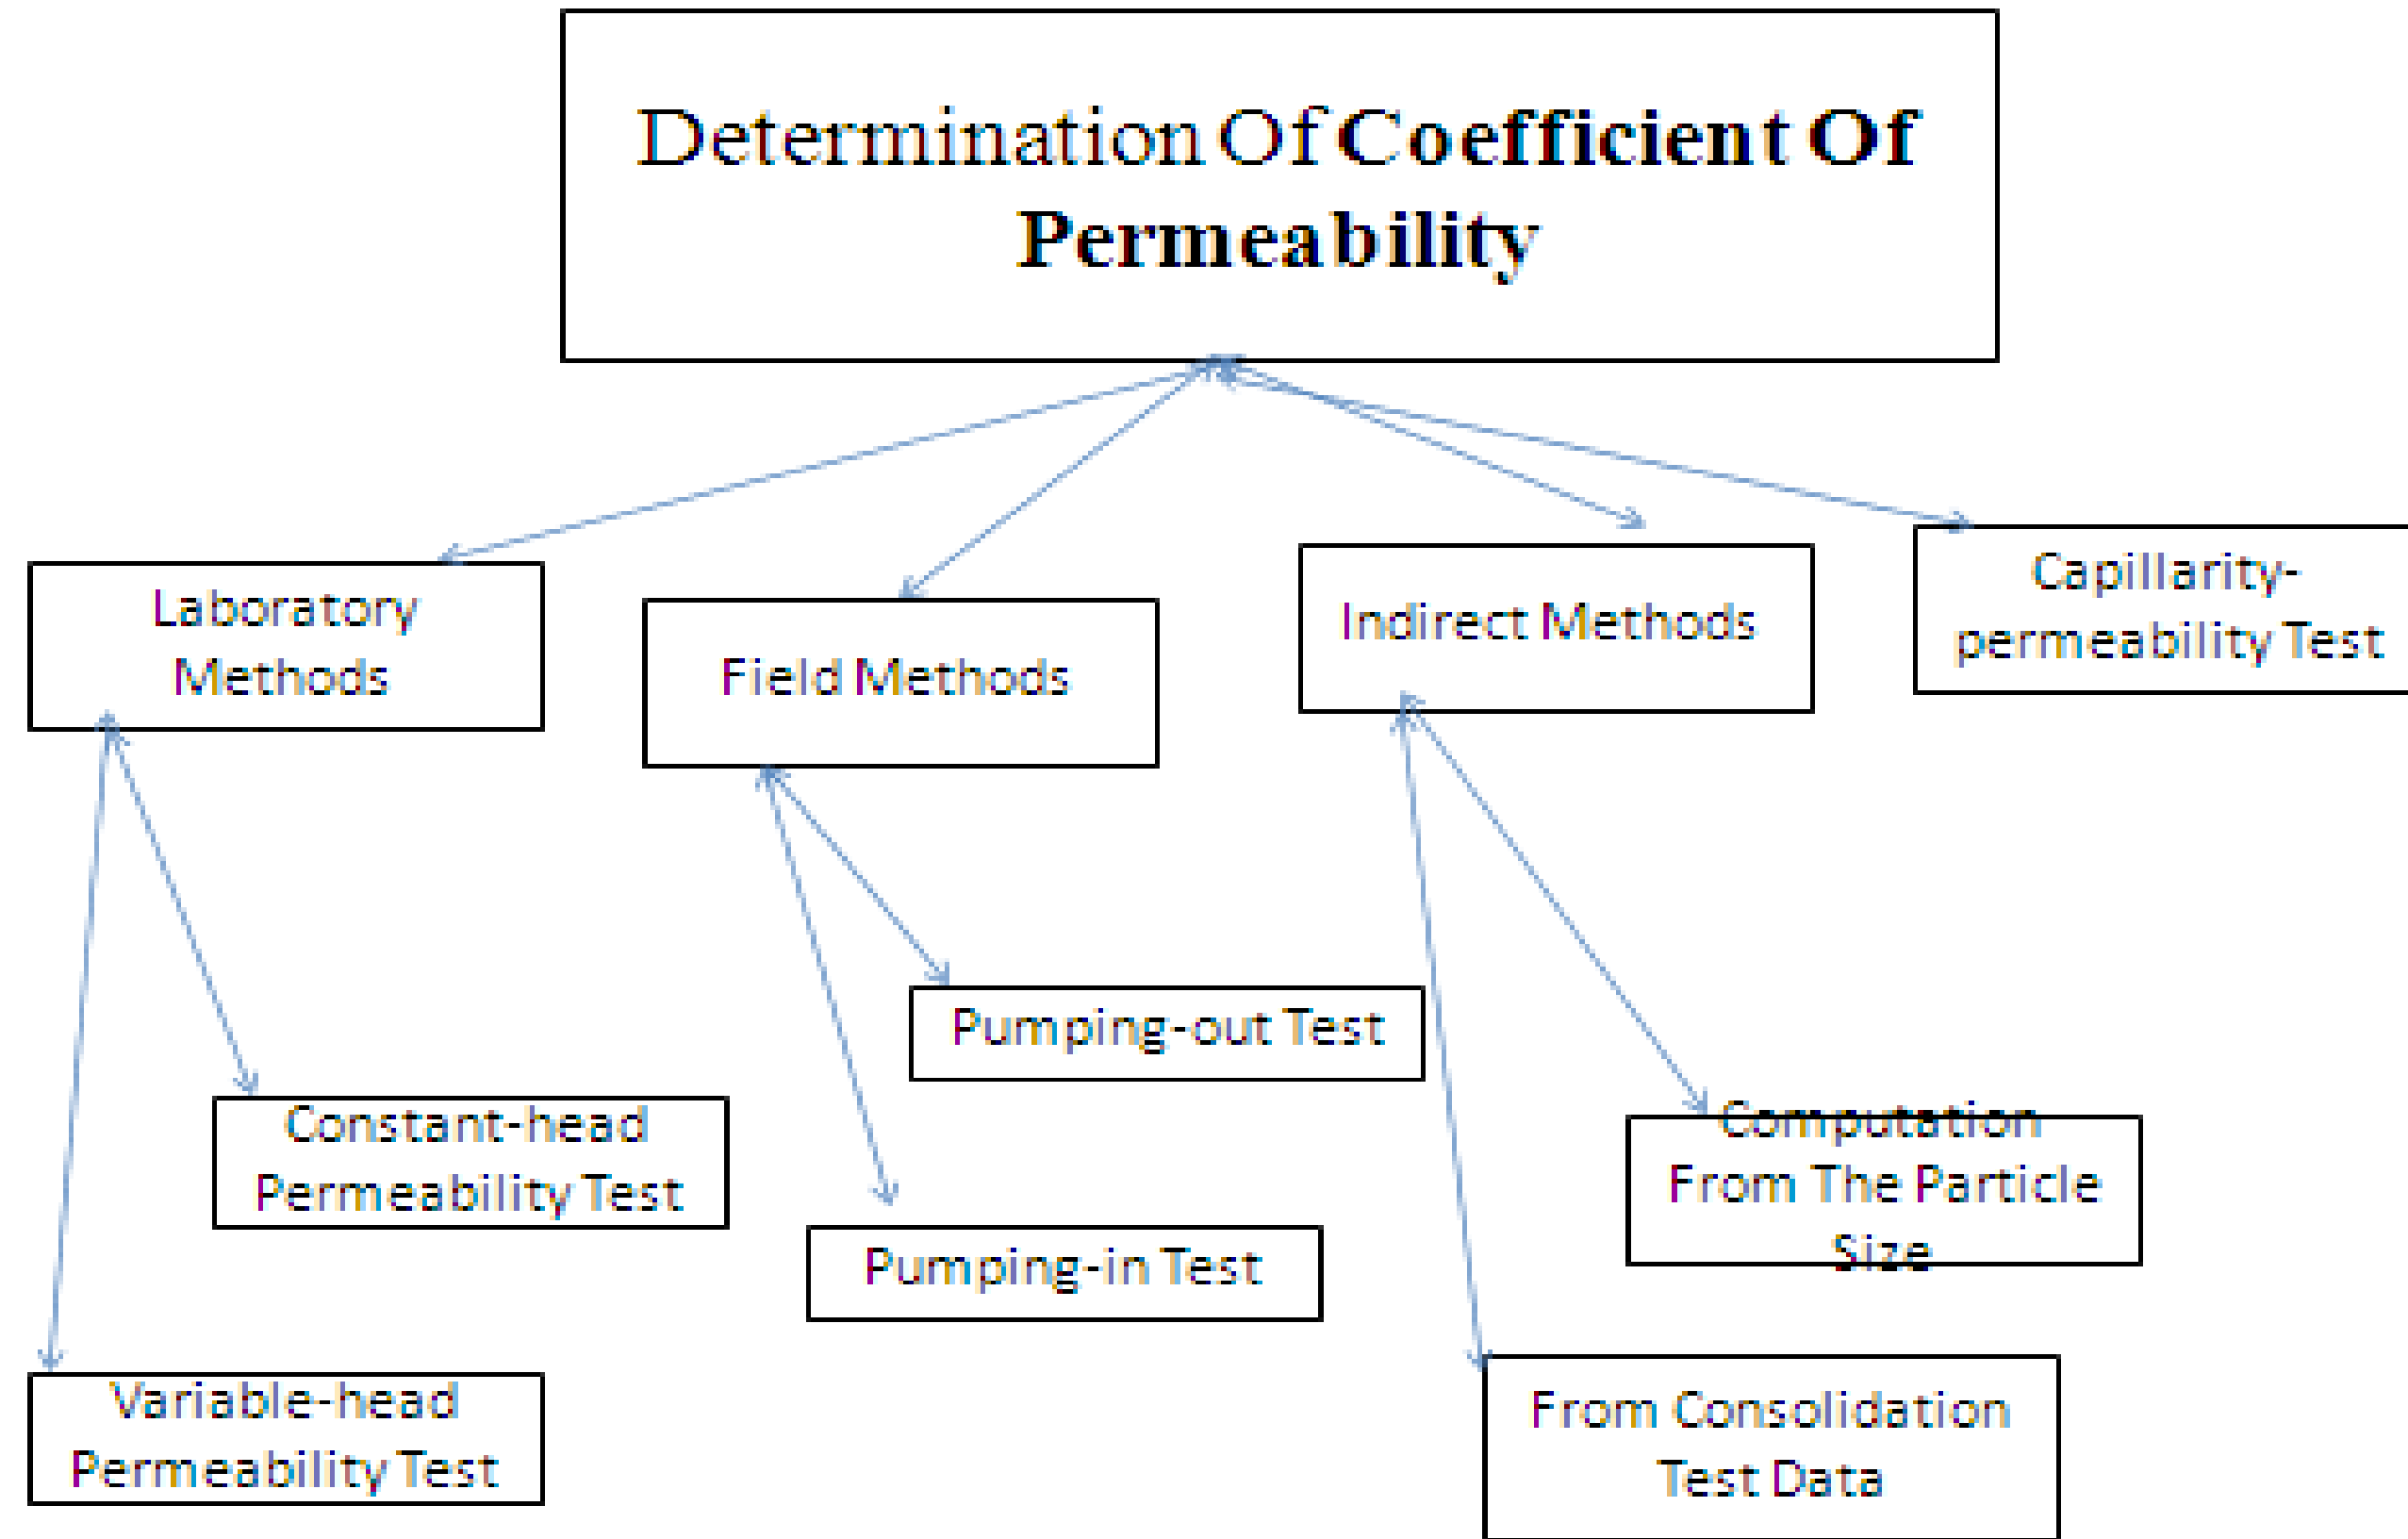 Determination Of Coefficient Of
Permeability
Laboratory
Methods
Field Methods
Indirect Methods
Capillarity-
permeability Test
Pumping-out Test
Constant-head
Permeability Test
Pumping-in Test
Computation
From The Particle
Size
Variable-head
Permeability Test
From Consolidation
Test Data